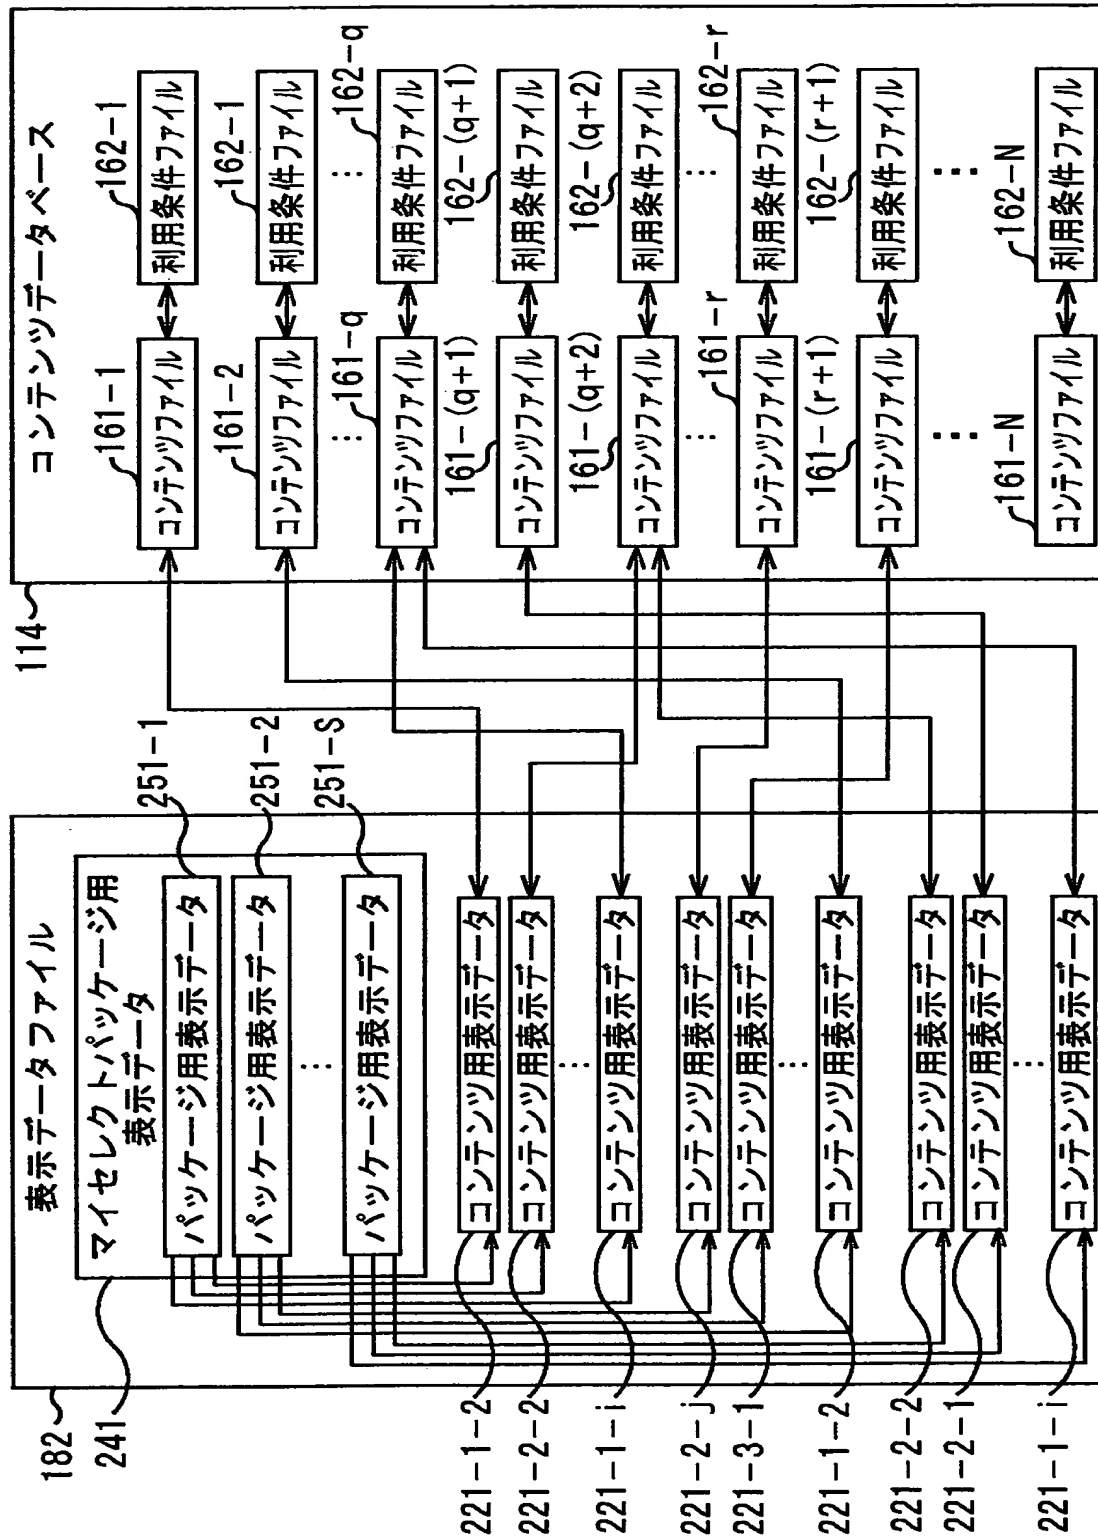 表示データファイル
182
マイセレクトパッケージ用
表示データ
241
パッケージ用表示データ
251-1
パッケージ用表示データ
251-2
⋮
パッケージ用表示データ
251-S
221-1-2
コンテンツ用表示データ
221-2-2
コンテンツ用表示データ
⋮
221-1-i
コンテンツ用表示データ
221-2-j
コンテンツ用表示データ
221-3-1
コンテンツ用表示データ
⋮
221-1-2
コンテンツ用表示データ
221-2-2
コンテンツ用表示データ
221-2-1
コンテンツ用表示データ
⋮
221-1-i
コンテンツ用表示データ
コンテンツデータベース
114
161-1
コンテンツファイル
162-1
利用条件ファイル
161-2
コンテンツファイル
162-1
利用条件ファイル
⋮
⋮
161-q
コンテンツファイル
162-q
利用条件ファイル
161-(q+1)
コンテンツファイル
162-(q+1)
利用条件ファイル
161-(q+2)
コンテンツファイル
162-(q+2)
利用条件ファイル
⋮
⋮
161-r
コンテンツファイル
162-r
利用条件ファイル
161-(r+1)
コンテンツファイル
162-(r+1)
利用条件ファイル
⋮
⋮
161-N
コンテンツファイル
162-N
利用条件ファイル